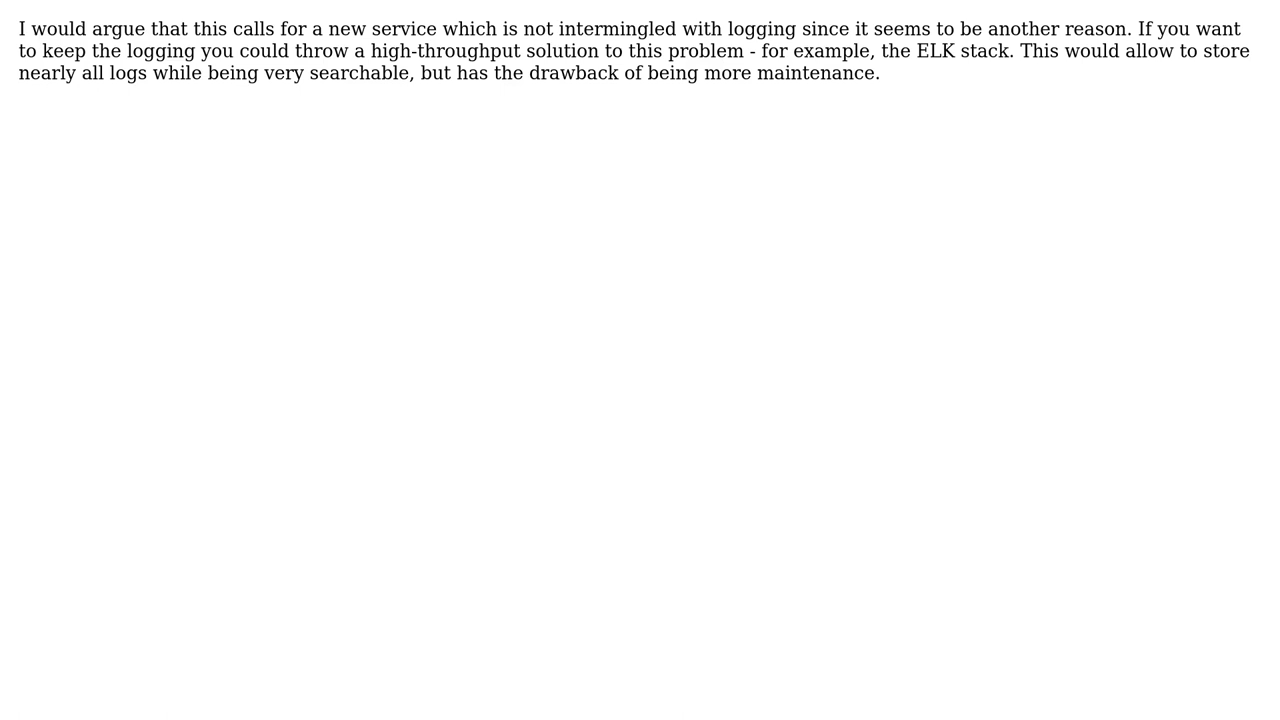 I would argue that this calls for a new service which is not intermingled with logging since it seems to be another reason. If you want
to keep the logging you could throw a high-throughput solution to this problem - for example, the ELK stack. This would allow to store
nearly all logs while being very searchable, but has the drawback of being more maintenance.